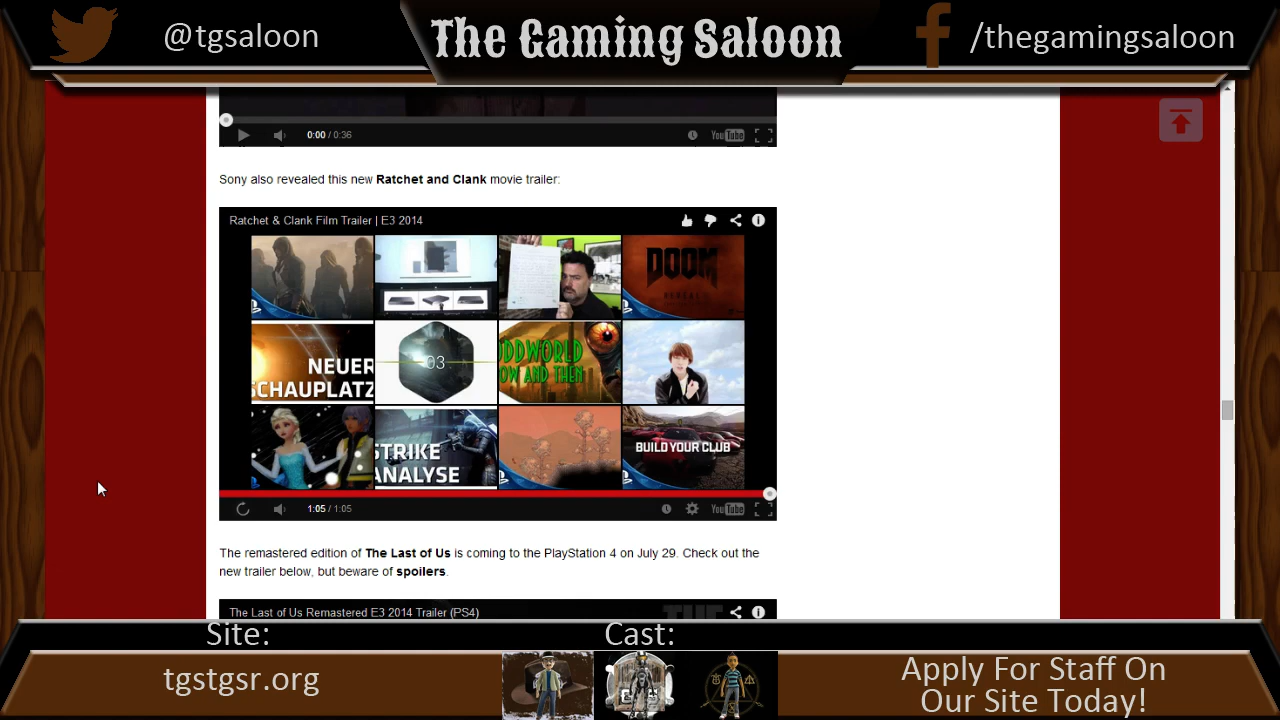 @tgsaloon
The Gaming Saloon
/thegamingsaloon
0:00 / 0:36
YouTube
Sony also revealed this new Ratchet and Clank movie trailer:
Ratchet & Clank Film Trailer | E3 2014
DOOM
NEUER
SCHAUPLATZ
03
ODDWORLD
OW AND THEN
STRIKE
ANALYSE
BUILD YOUR CLUB
1:05 / 1:05
YouTube
The remastered edition of The Last of Us is coming to the PlayStation 4 on July 29. Check out the
new trailer below, but beware of spoilers.
The Last of Us Remastered E3 2014 Trailer (PS4)
THE
Site:
Cast:
tgstgsr.org
Apply For Staff On
Our Site Today!